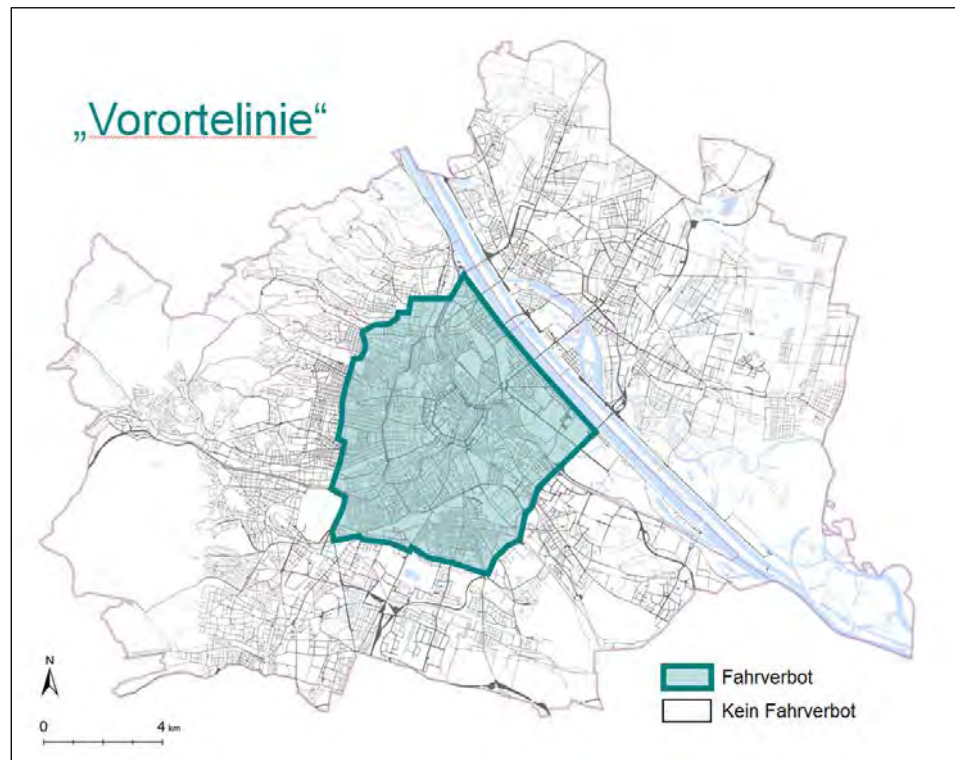 „Vorortelinie“
N
0 4 km
Fahrverbot
Kein Fahrverbot